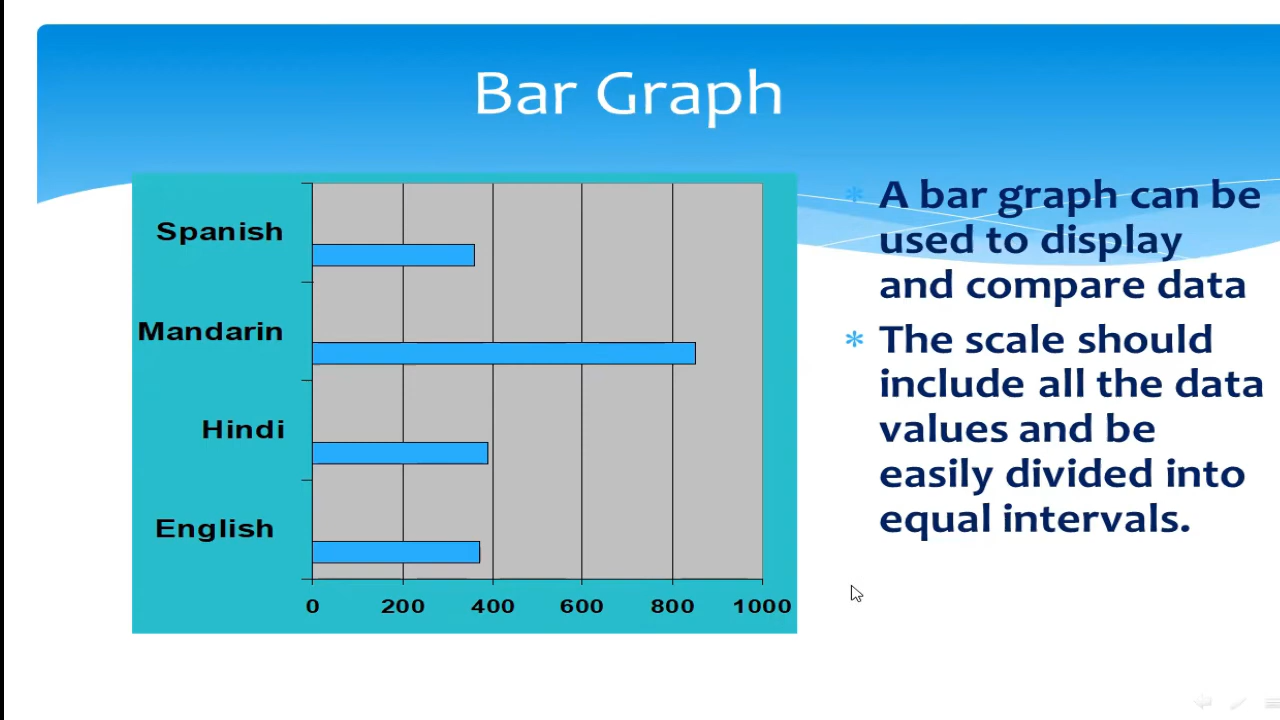 Bar Graph
Spanish
Mandarin
Hindi
English
0 200 400 600 800 1000
* A bar graph can be
used to display
and compare data
* The scale should
include all the data
values and be
easily divided into
equal intervals.